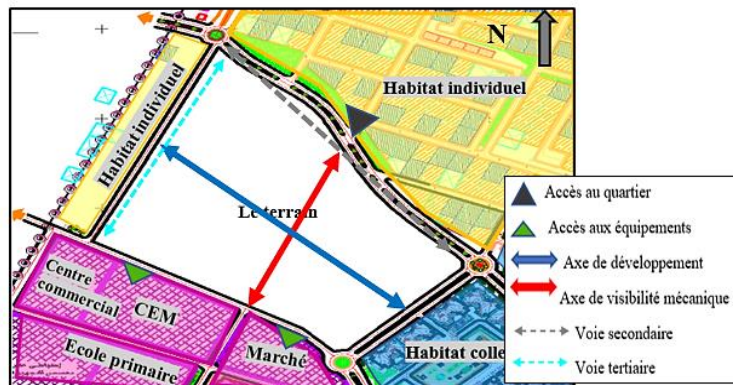 N
Habitat individuel
Habitat individuel
Le terrain
Centre
commercial
CEM
Ecole primaire
Marché
Habitat colle
Accès au quartier
Accès aux équipements
Axe de développement
Axe de visibilité mécanique
Voie secondaire
Voie tertiaire